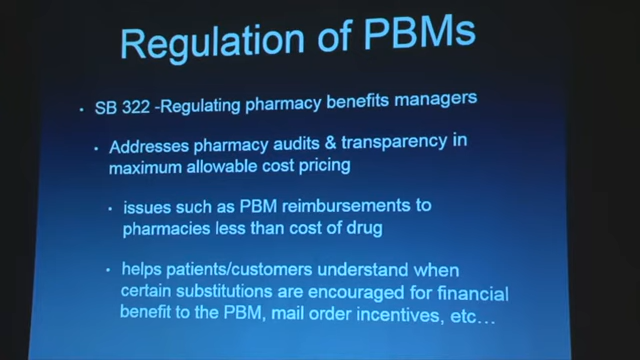 Regulation of PBMs
• SB 322 -Regulating pharmacy benefits managers
• Addresses pharmacy audits & transparency in
maximum allowable cost pricing
• issues such as PBM reimbursements to
pharmacies less than cost of drug
• helps patients/customers understand when
certain substitutions are encouraged for financial
benefit to the PBM, mail order incentives, etc...